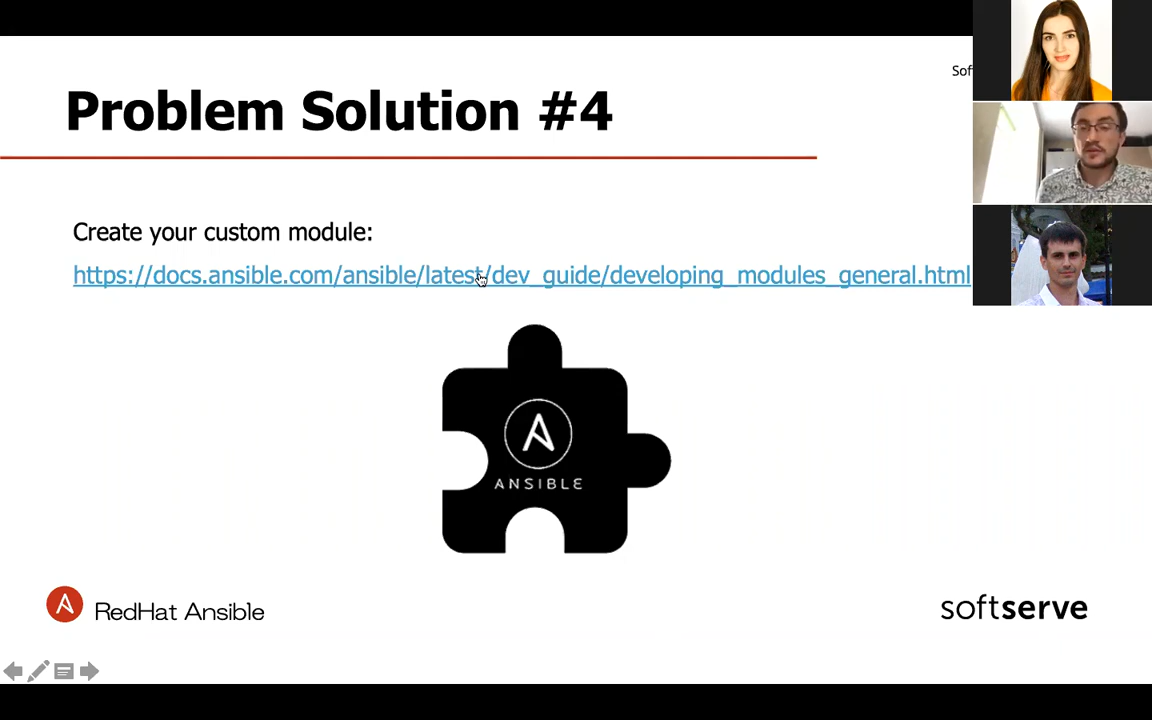 Sof
Problem Solution #4
Create your custom module:
https://docs.ansible.com/ansible/latest/dev_guide/developing_modules_general.html
ANSIBLE
RedHat Ansible
softserve